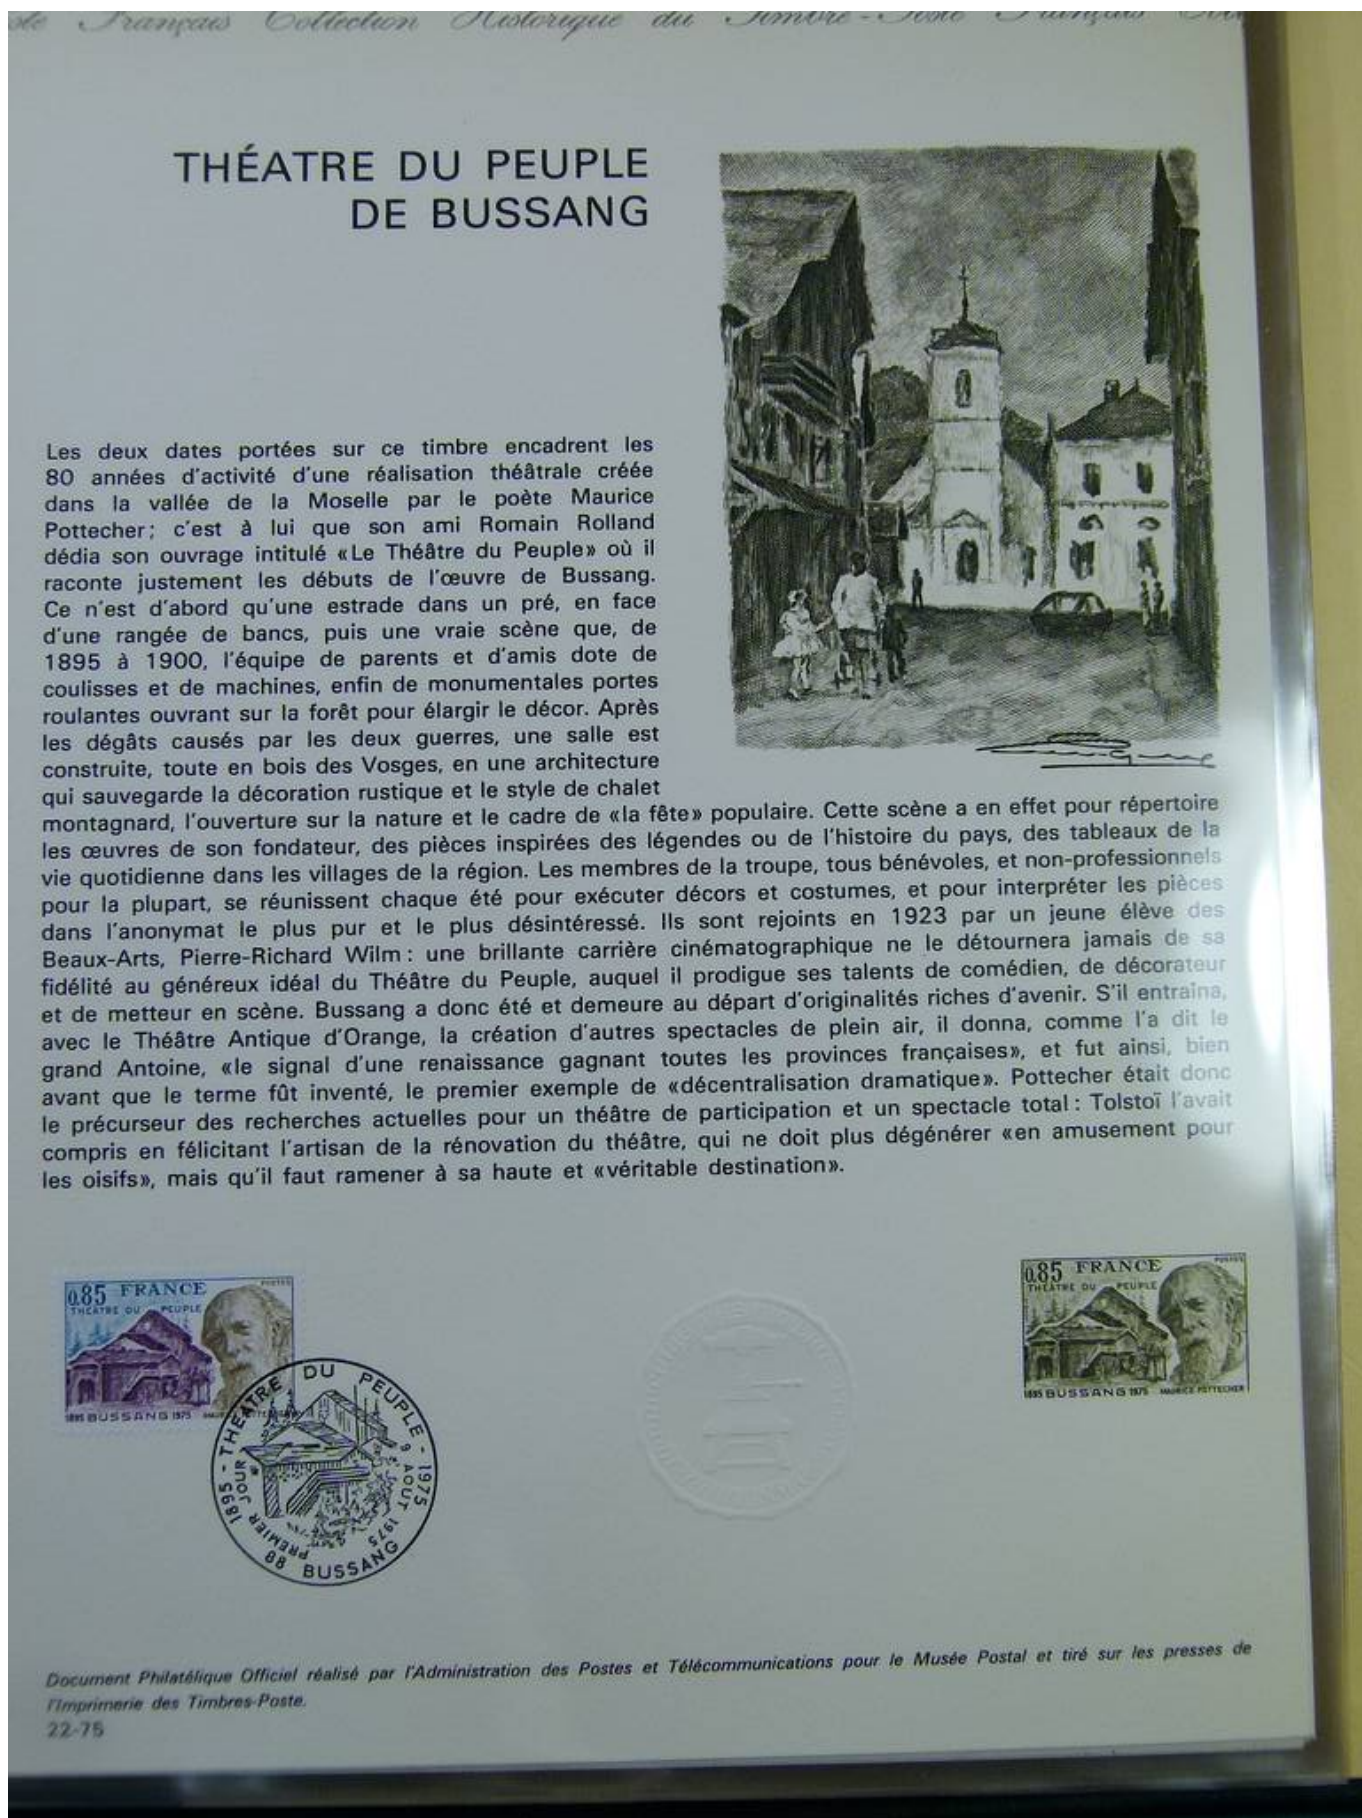 Français Collection Historique du Timbre-Poste Français
THÉATRE DU PEUPLE
DE BUSSANG
Les deux dates portées sur ce timbre encadrent les
80 années d'activité d'une réalisation théâtrale créée
dans la vallée de la Moselle par le poète Maurice
Pottecher; c'est à lui que son ami Romain Rolland
dédia son ouvrage intitulé «Le Théâtre du Peuple» où il
raconte justement les débuts de l'œuvre de Bussang.
Ce n'est d'abord qu'une estrade dans un pré, en face
d'une rangée de bancs, puis une vraie scène que, de
1895 à 1900, l'équipe de parents et d'amis dote de
coulisses et de machines, enfin de monumentales portes
roulantes ouvrant sur la forêt pour élargir le décor. Après
les dégâts causés par les deux guerres, une salle est
construite, toute en bois des Vosges, en une architecture
qui sauvegarde la décoration rustique et le style de chalet
montagnard, l'ouverture sur la nature et le cadre de «la fête» populaire. Cette scène a en effet pour répertoire
les œuvres de son fondateur, des pièces inspirées des légendes ou de l'histoire du pays, des tableaux de la
vie quotidienne dans les villages de la région. Les membres de la troupe, tous bénévoles, et non-professionnels
pour la plupart, se réunissent chaque été pour exécuter décors et costumes, et pour interpréter les pièces
dans l'anonymat le plus pur et le plus désintéressé. Ils sont rejoints en 1923 par un jeune élève des
Beaux-Arts, Pierre-Richard Wilm : une brillante carrière cinématographique ne le détournera jamais de sa
fidélité au généreux idéal du Théâtre du Peuple, auquel il prodigue ses talents de comédien, de décorateur
et de metteur en scène. Bussang a donc été et demeure au départ d'originalités riches d'avenir. S'il entraîna,
avec le Théâtre Antique d'Orange, la création d'autres spectacles de plein air, il donna, comme l'a dit le
grand Antoine, «le signal d'une renaissance gagnant toutes les provinces françaises», et fut ainsi, bien
avant que le terme fût inventé, le premier exemple de «décentralisation dramatique». Pottecher était donc
le précurseur des recherches actuelles pour un théâtre de participation et un spectacle total : Tolstoï l'avait
compris en félicitant l'artisan de la rénovation du théâtre, qui ne doit plus dégénérer «en amusement pour
les oisifs», mais qu'il faut ramener à sa haute et «véritable destination».
0.85 FRANCE POSTES
THÉATRE DU PEUPLE
1895 BUSSANG 1975
1895 - THÉATRE DU PEUPLE - 1975
PREMIER JOUR 9 AOUT 1975
88 BUSSANG
0.85 FRANCE POSTES
THÉATRE DU PEUPLE
1895 BUSSANG 1975 MAURICE POTTECHER
Document Philatélique Officiel réalisé par l'Administration des Postes et Télécommunications pour le Musée Postal et tiré sur les presses de
l'Imprimerie des Timbres-Poste.
22-75